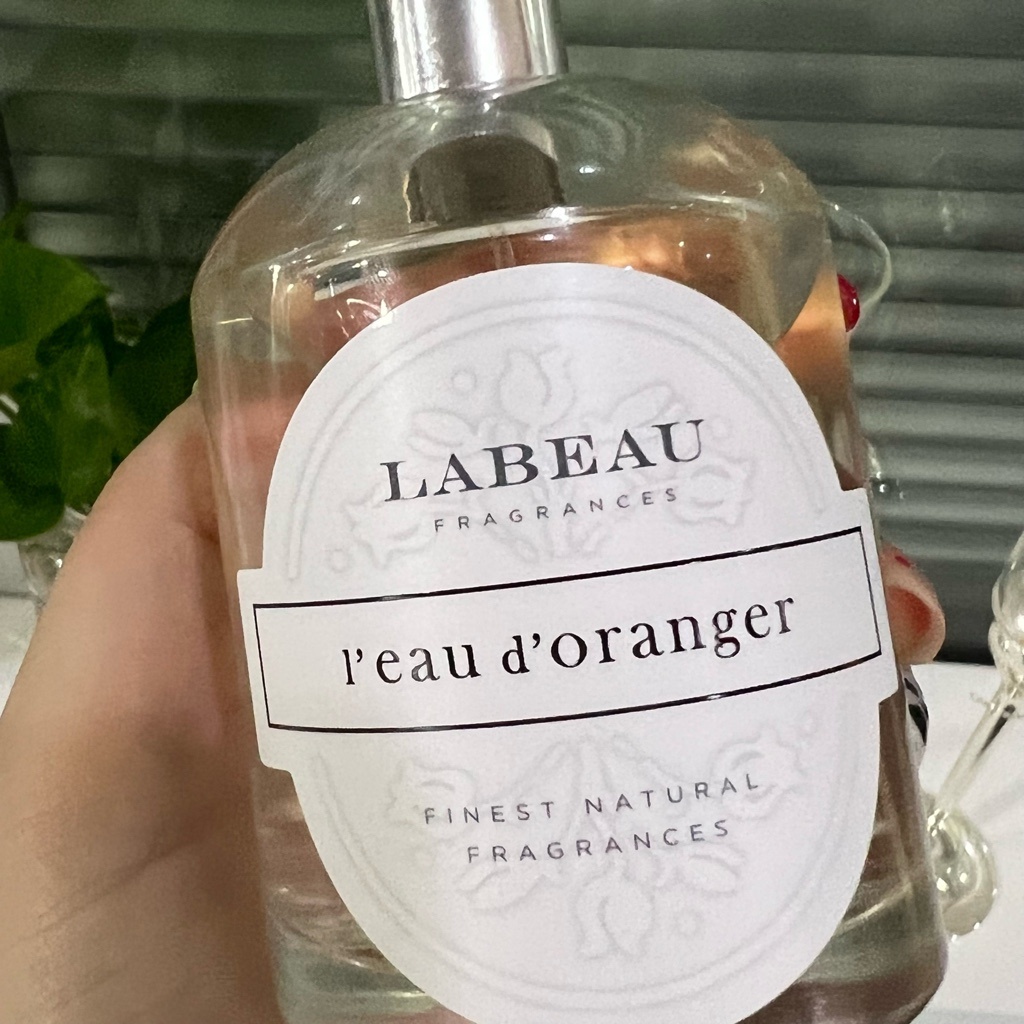 LABEAU
FRAGRANCES
l'eau d'oranger
FINEST NATURAL
FRAGRANCES